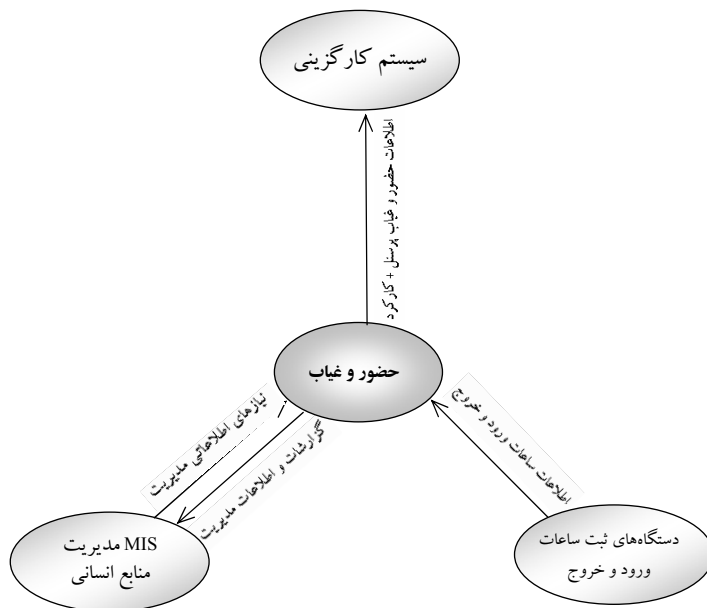 سیستم کارگزینی
اطلاعات حضور و غیاب پرسنل + کارکرد
حضور و غیاب
نیازهای اطلاعاتی مدیریت
گزارشات و اطلاعات مدیریت
اطلاعات ساعات ورود و خروج
MIS مدیریت
منابع انسانی
دستگاه‌های ثبت ساعات
ورود و خروج